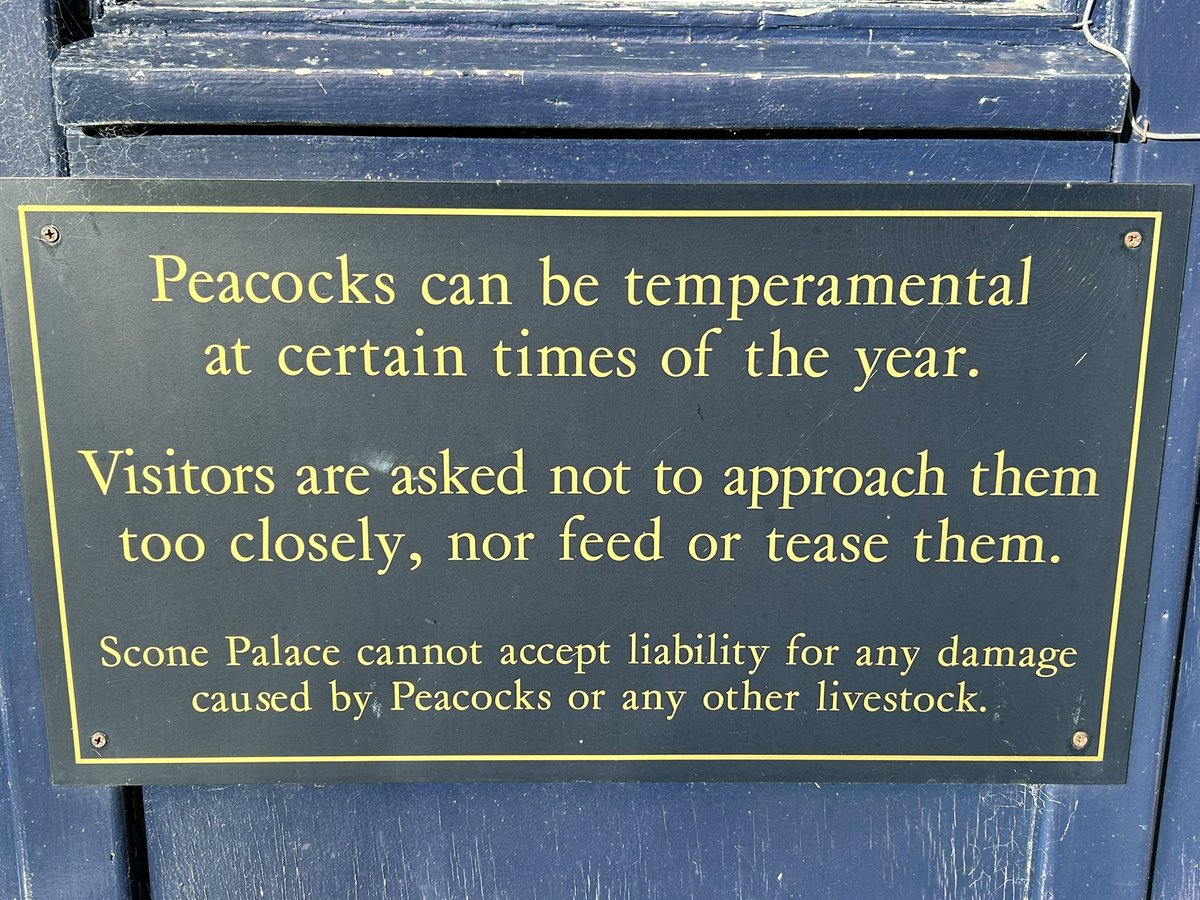 Peacocks can be temperamental
at certain times of the year.
Visitors are asked not to approach them
too closely, nor feed or tease them.
Scone Palace cannot accept liability for any damage
caused by Peacocks or any other livestock.